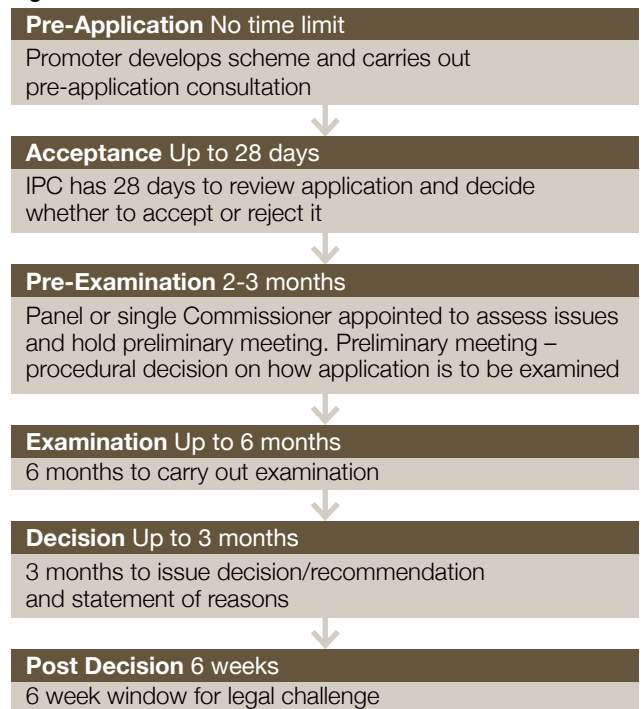 Pre-Application No time limit
Promoter develops scheme and carries out
pre-application consultation
Acceptance Up to 28 days
IPC has 28 days to review application and decide
whether to accept or reject it
Pre-Examination 2-3 months
Panel or single Commissioner appointed to assess issues
and hold preliminary meeting. Preliminary meeting –
procedural decision on how application is to be examined
Examination Up to 6 months
6 months to carry out examination
Decision Up to 3 months
3 months to issue decision/recommendation
and statement of reasons
Post Decision 6 weeks
6 week window for legal challenge